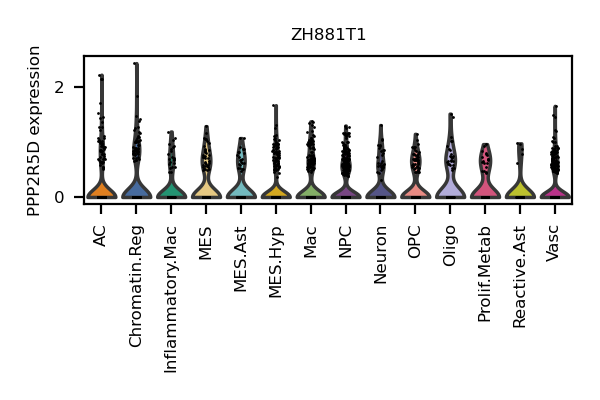 ZH881T1
PPP2R5D expression
2
0
AC
Chromatin.Reg
Inflammatory.Mac
MES
MES.Ast
MES.Hyp
Mac
NPC
Neuron
OPC
Oligo
Prolif.Metab
Reactive.Ast
Vasc